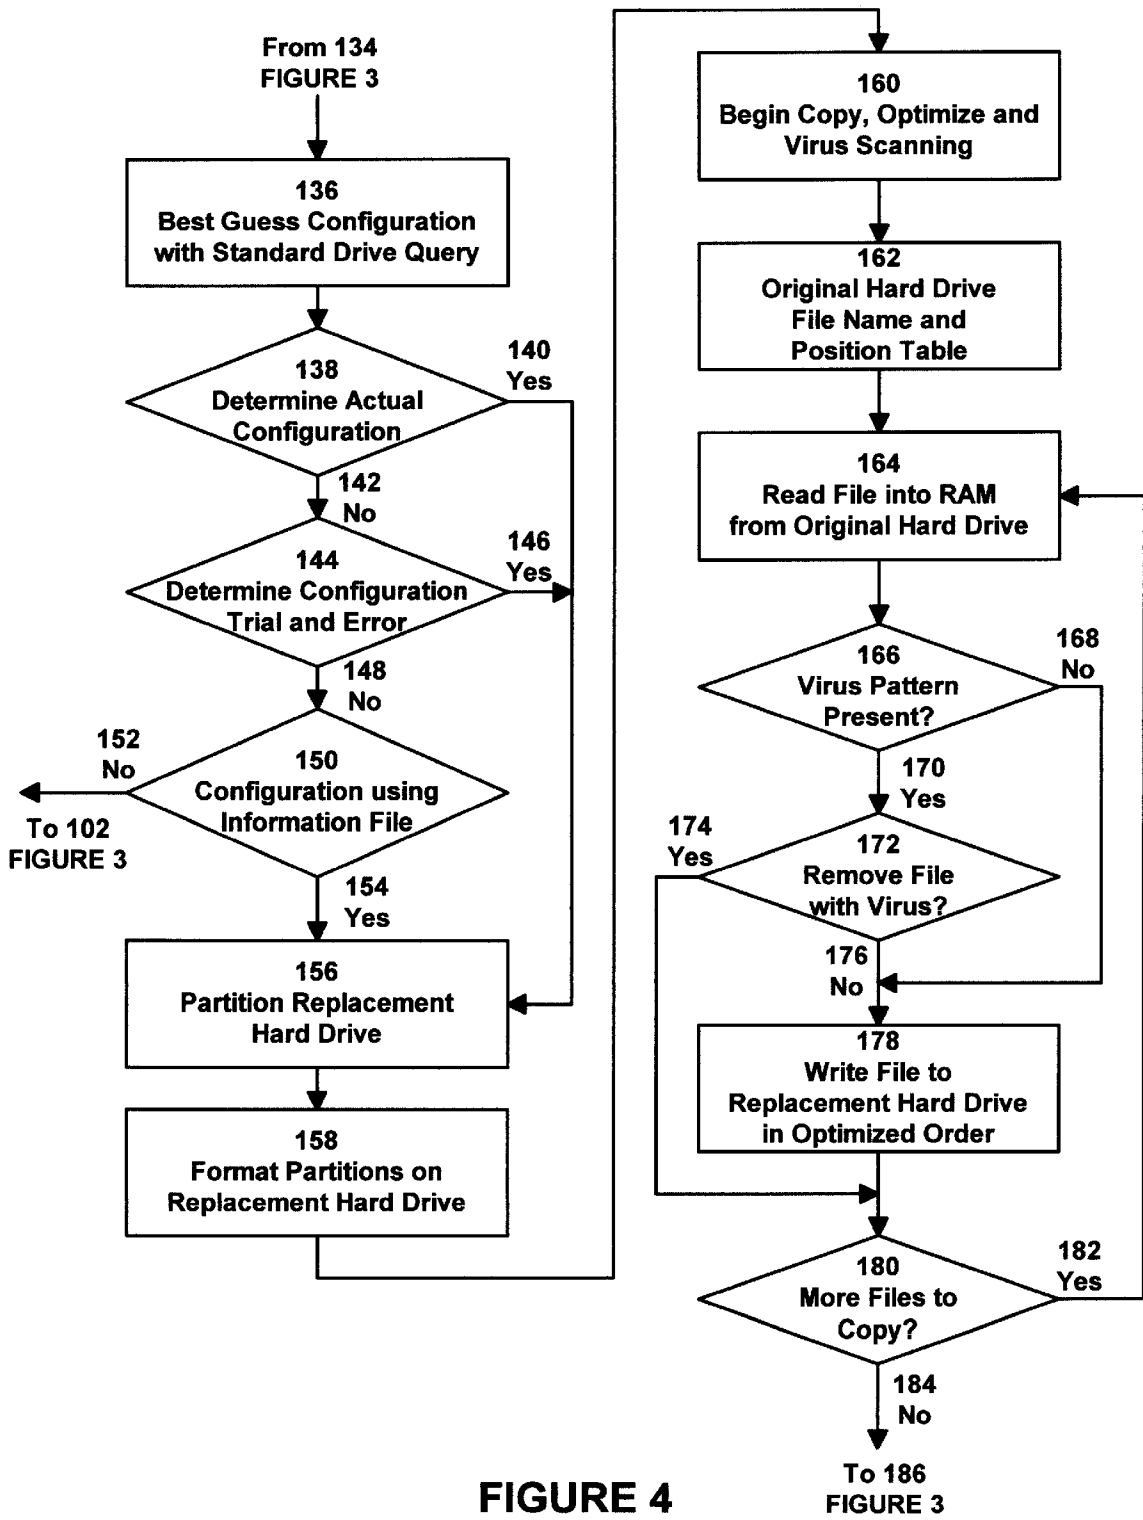 From 134
FIGURE 3
136
Best Guess Configuration
with Standard Drive Query
138
Determine Actual
Configuration
140
Yes
142
No
144
Determine Configuration
Trial and Error
146
Yes
148
No
150
Configuration using
Information File
152
No
To 102
FIGURE 3
154
Yes
156
Partition Replacement
Hard Drive
158
Format Partitions on
Replacement Hard Drive
160
Begin Copy, Optimize and
Virus Scanning
162
Original Hard Drive
File Name and
Position Table
164
Read File into RAM
from Original Hard Drive
166
Virus Pattern
Present?
168
No
170
Yes
172
Remove File
with Virus?
174
Yes
176
No
178
Write File to
Replacement Hard Drive
in Optimized Order
180
More Files to
Copy?
182
Yes
184
No
To 186
FIGURE 3
FIGURE 4